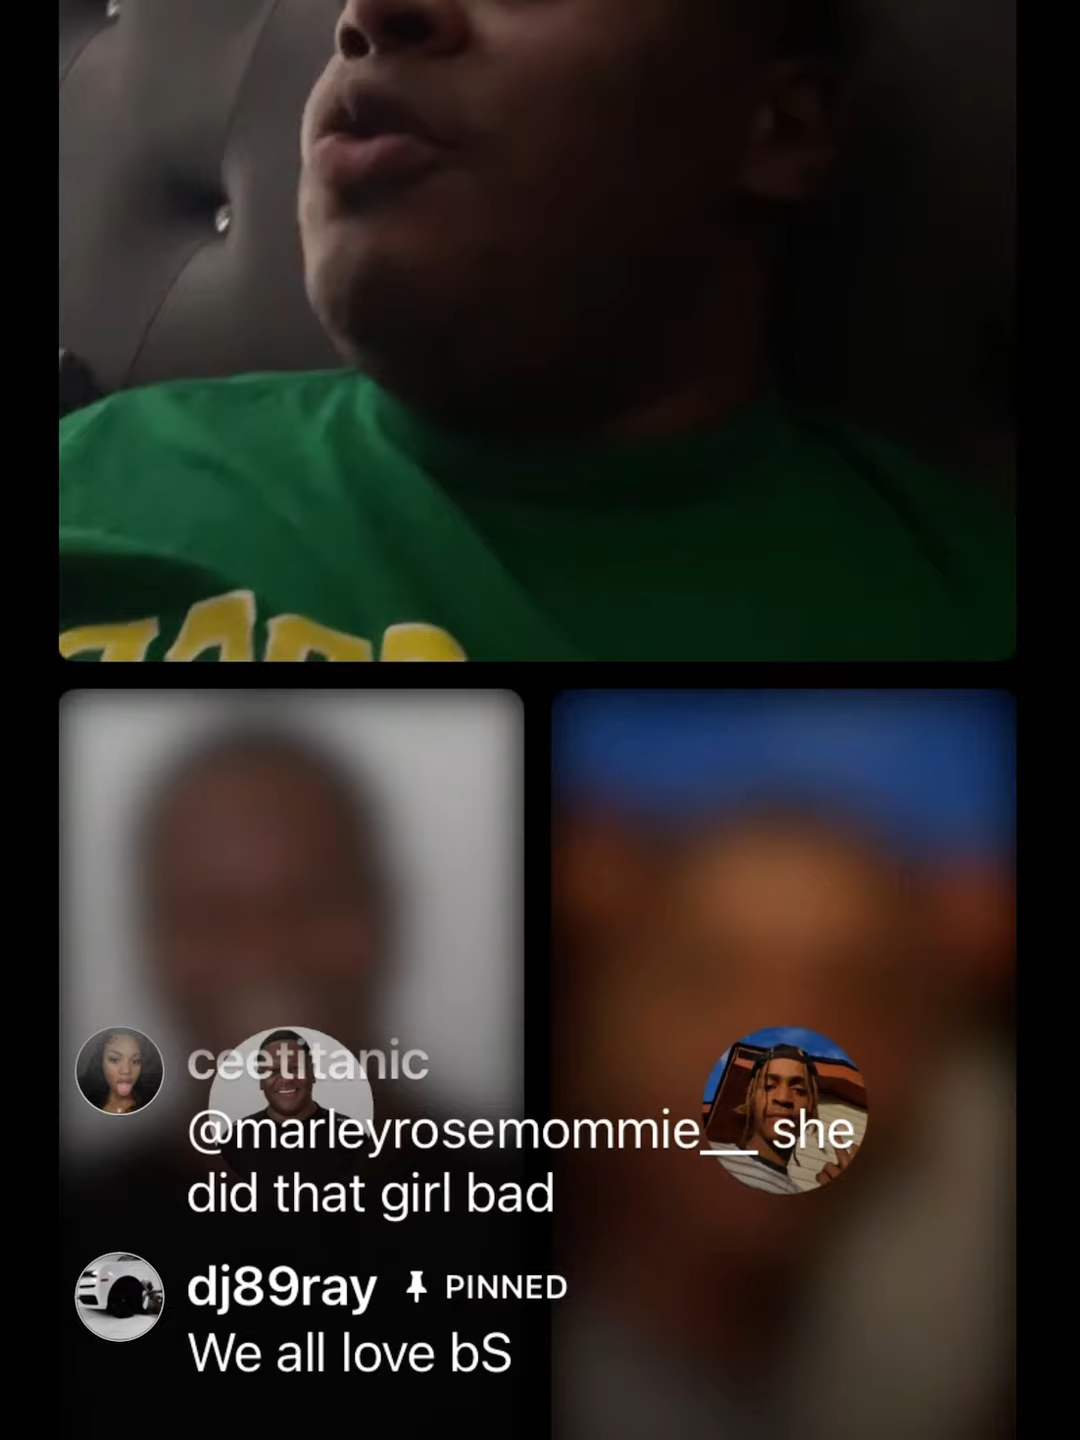 ceetitanic
@marleyrosemommie__ she
did that girl bad
dj89ray PINNED
We all love bS